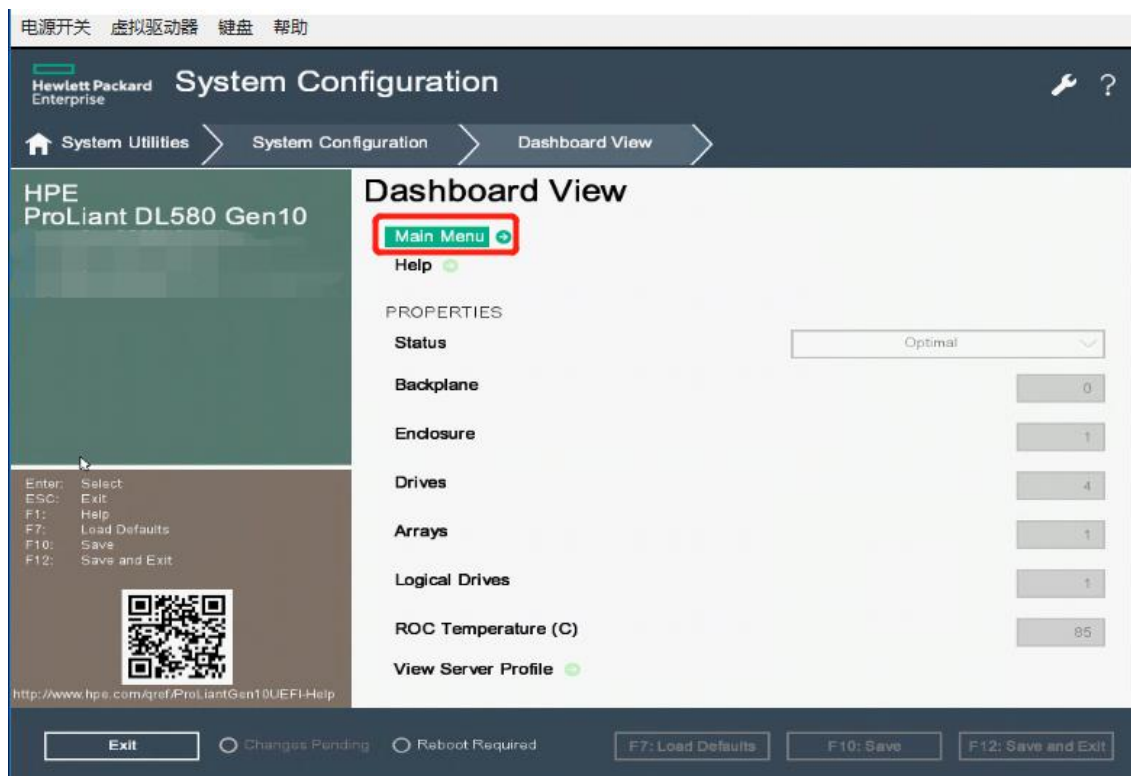 电源开关 虚拟驱动器 键盘 帮助
Hewlett Packard
Enterprise
System Configuration
?
System Utilities
System Configuration
Dashboard View
HPE
ProLiant DL580 Gen10
Dashboard View
Main Menu
Help
PROPERTIES
Status Optimal
Backplane 0
Enclosure 1
Drives 4
Arrays 1
Logical Drives 1
ROC Temperature (C) 85
View Server Profile
Enter: Select
ESC: Exit
F1: Help
F7: Load Defaults
F10: Save
F12: Save and Exit
http://www.hpe.com/qref/ProLiantGen10UEFI-Help
Exit
Changes Pending
Reboot Required
F7: Load Defaults
F10: Save
F12: Save and Exit